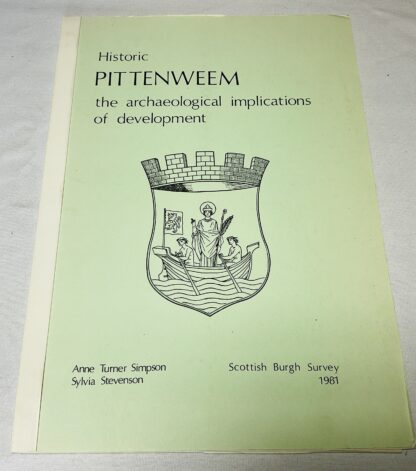 Historic
PITTENWEEM
the archaeological implications
of development
Anne Turner Simpson
Sylvia Stevenson
Scottish Burgh Survey
1981